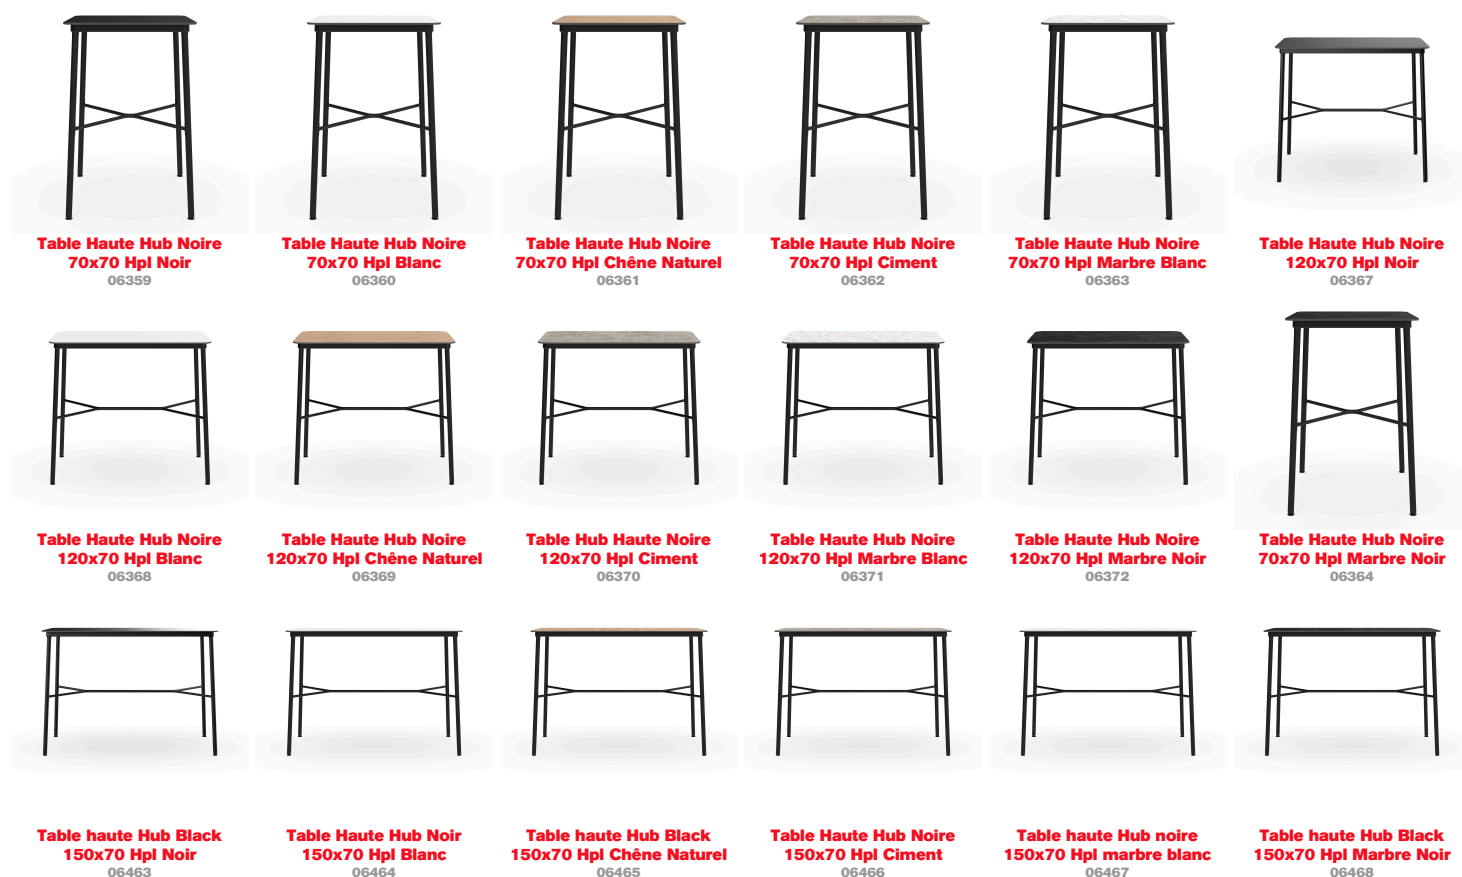 Table Haute Hub Noire
70x70 Hpl Noir
06359
Table Haute Hub Noire
70x70 Hpl Blanc
06360
Table Haute Hub Noire
70x70 Hpl Chêne Naturel
06361
Table Haute Hub Noire
70x70 Hpl Ciment
06362
Table Haute Hub Noire
70x70 Hpl Marbre Blanc
06363
Table Haute Hub Noire
120x70 Hpl Noir
06367
Table Haute Hub Noire
120x70 Hpl Blanc
06368
Table Haute Hub Noire
120x70 Hpl Chêne Naturel
06369
Table Hub Haute Noire
120x70 Hpl Ciment
06370
Table Haute Hub Noire
120x70 Hpl Marbre Blanc
06371
Table Haute Hub Noire
120x70 Hpl Marbre Noir
06372
Table Haute Hub Noire
70x70 Hpl Marbre Noir
06364
Table haute Hub Black
150x70 Hpl Noir
06463
Table Haute Hub Noir
150x70 Hpl Blanc
06464
Table haute Hub Black
150x70 Hpl Chêne Naturel
06465
Table Haute Hub Noire
150x70 Hpl Ciment
06466
Table haute Hub noire
150x70 Hpl marbre blanc
06467
Table haute Hub Black
150x70 Hpl Marbre Noir
06468